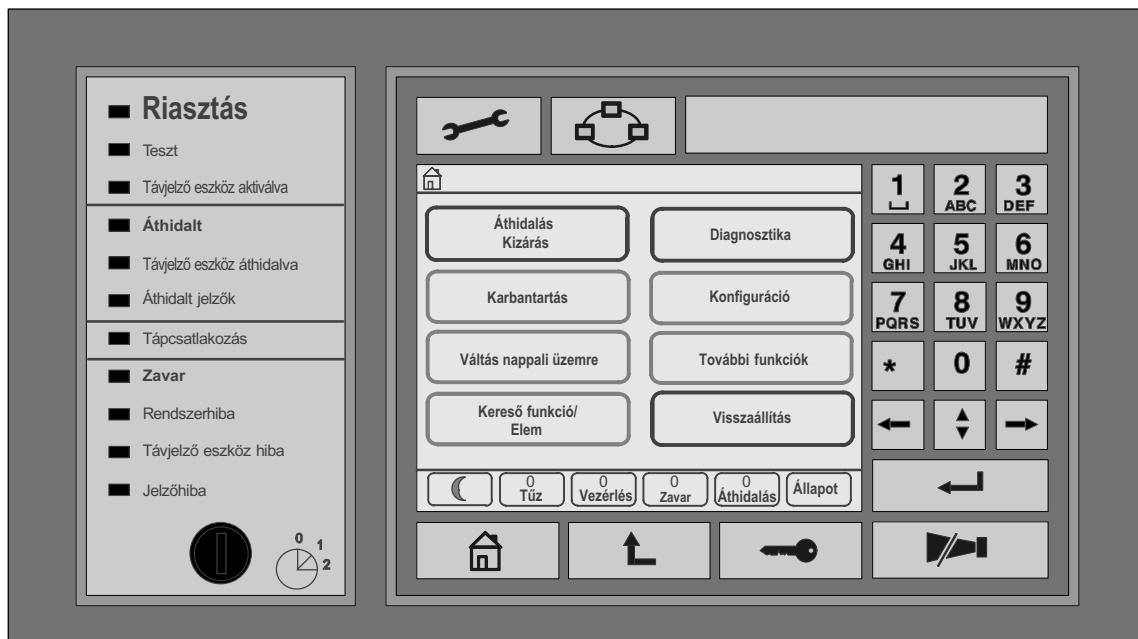 Riasztás
Teszt
Távjelző eszköz aktiválva
Áthidalt
Távjelző eszköz áthidalva
Áthidalt jelzők
Tápcsatlakozás
Zavar
Rendszerhiba
Távjelző eszköz hiba
Jelzőhiba
0
1
2
Áthidalás
Kizárás
Diagnosztika
Karbantartás
Konfiguráció
Váltás nappali üzemre
További funkciók
Kereső funkció/
Elem
Visszaállítás
0
Tűz
0
Vezérlés
0
Zavar
0
Áthidalás
Állapot
1 2 3
ABC DEF
4 5 6
GHI JKL MNO
7 8 9
PQRS TUV WXYZ
* 0 #